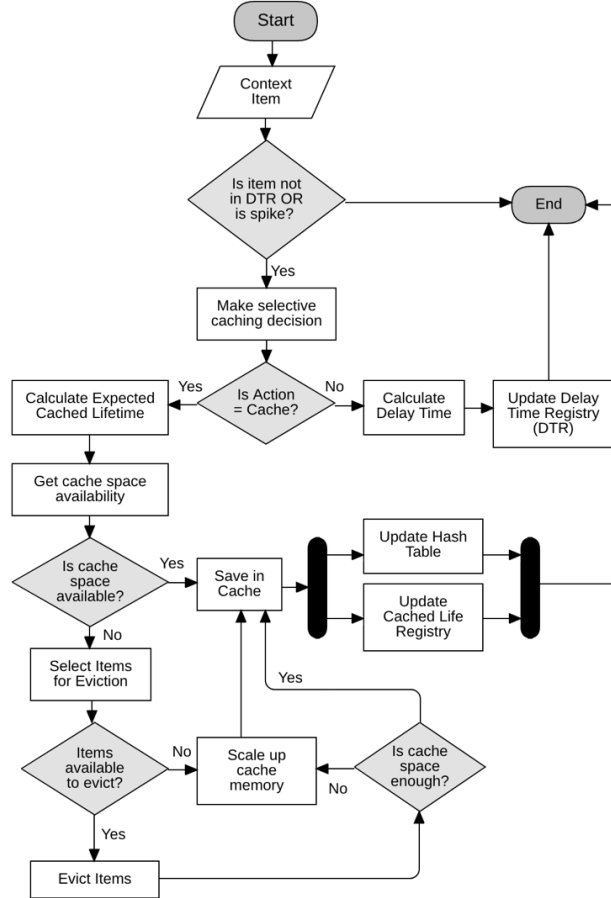 Start
Context
Item
Is item not
in DTR OR
is spike?
End
Yes
Make selective
caching decision
Calculate Expected
Cached Lifetime
Yes
Is Action
= Cache?
No
Calculate
Delay Time
Update Delay
Time Registry
(DTR)
Get cache space
availability
Is cache
space
available?
Yes
Save in
Cache
Update Hash
Table
Update
Cached Life
Registry
No
Select Items
for Eviction
Yes
Items
available
to evict?
No
Scale up
cache
memory
No
Is cache
space
enough?
Yes
Evict Items